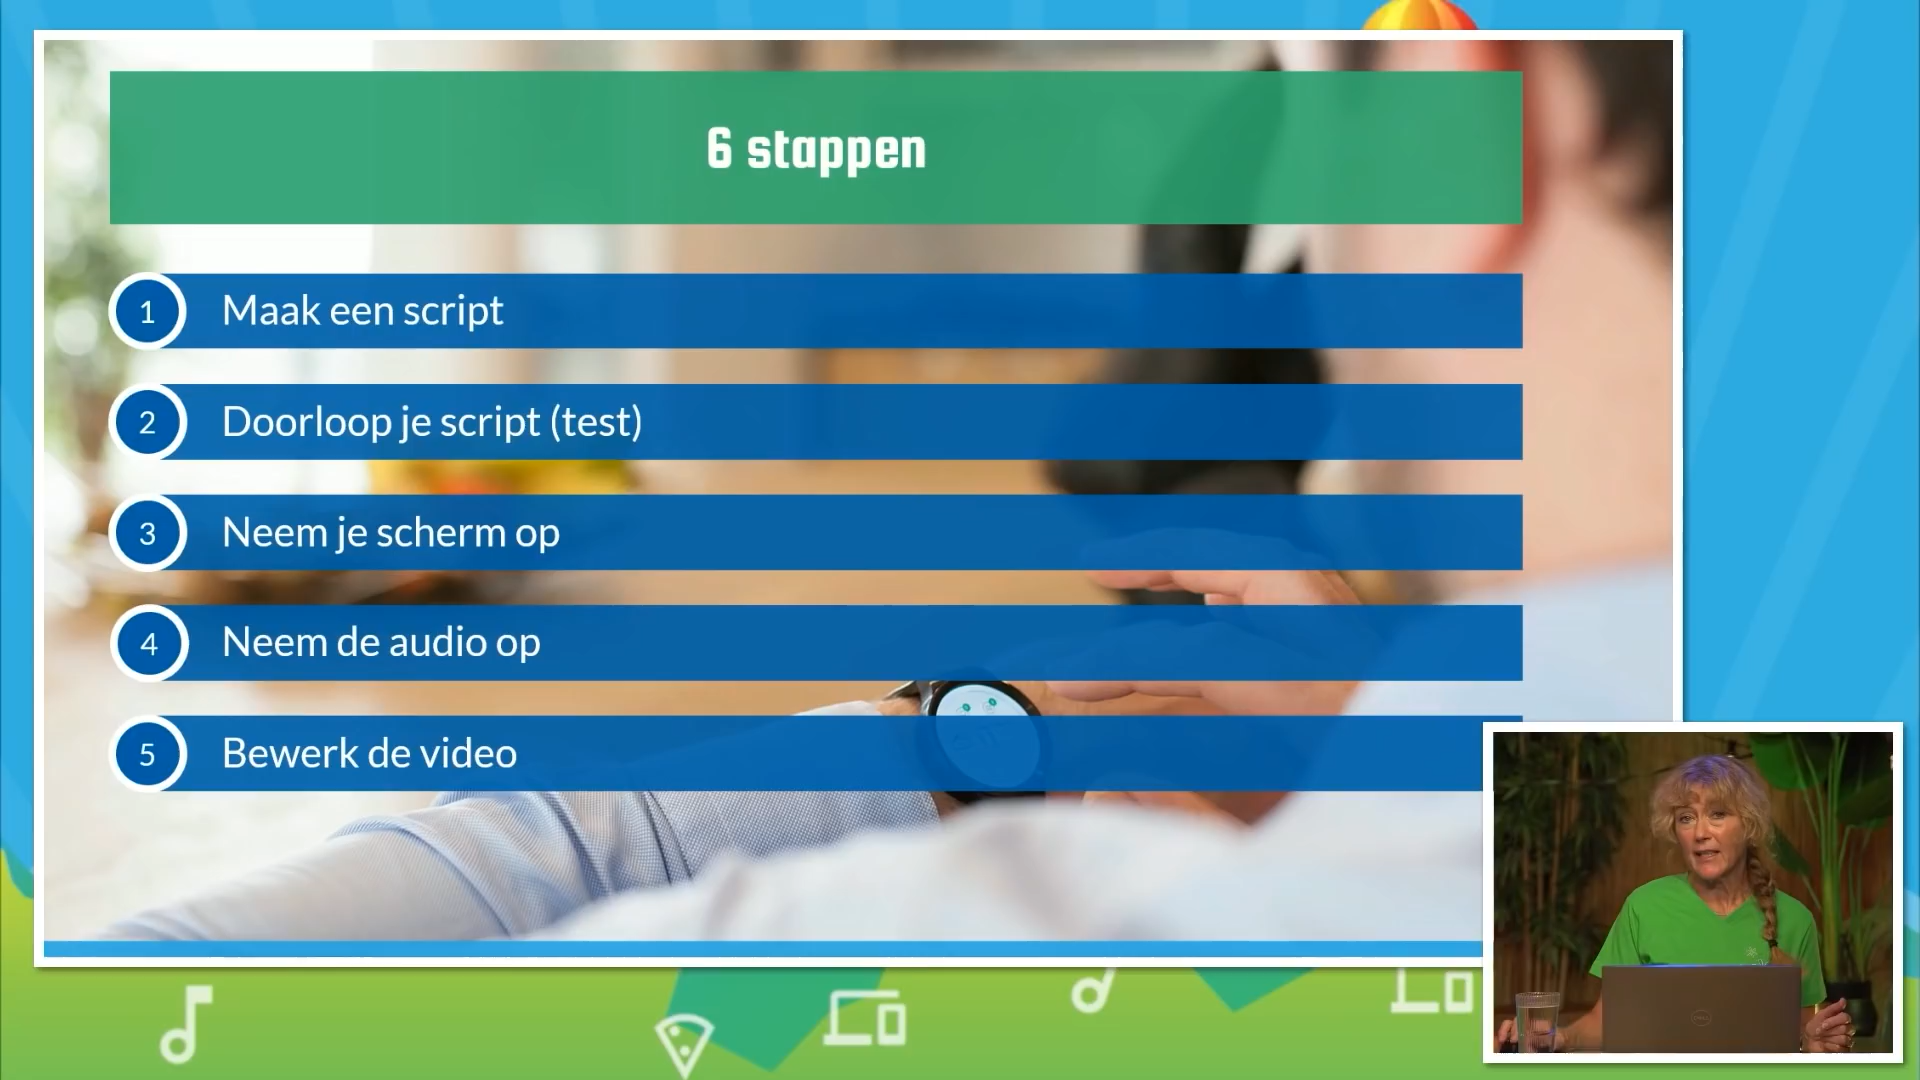 6 stappen
1 Maak een script
2 Doorloop je script (test)
3 Neem je scherm op
4 Neem de audio op
5 Bewerk de video
DELL